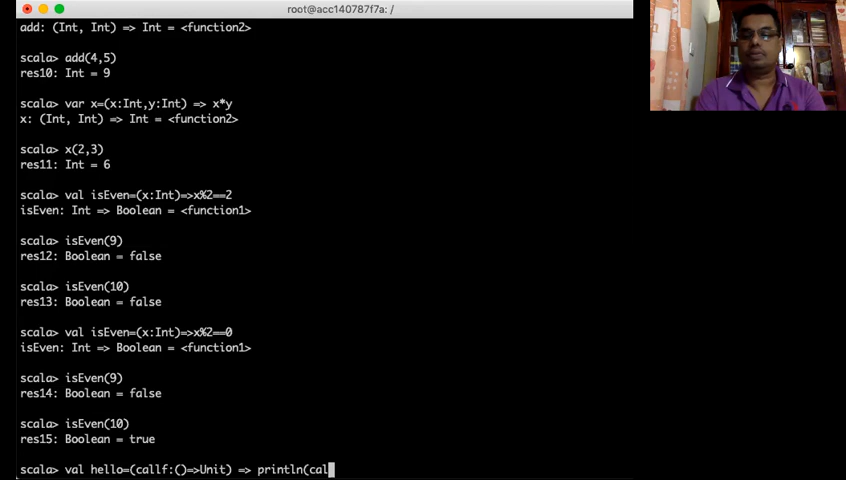 root@acc140787f7a: /
add: (Int, Int) => Int = <function2>
scala> add(4,5)
res10: Int = 9
scala> var x=(x:Int,y:Int) => x*y
x: (Int, Int) => Int = <function2>
scala> x(2,3)
res11: Int = 6
scala> val isEven=(x:Int)=>x%2==2
isEven: Int => Boolean = <function1>
scala> isEven(9)
res12: Boolean = false
scala> isEven(10)
res13: Boolean = false
scala> val isEven=(x:Int)=>x%2==0
isEven: Int => Boolean = <function1>
scala> isEven(9)
res14: Boolean = false
scala> isEven(10)
res15: Boolean = true
scala> val hello=(callf:()=>Unit) => println(cal